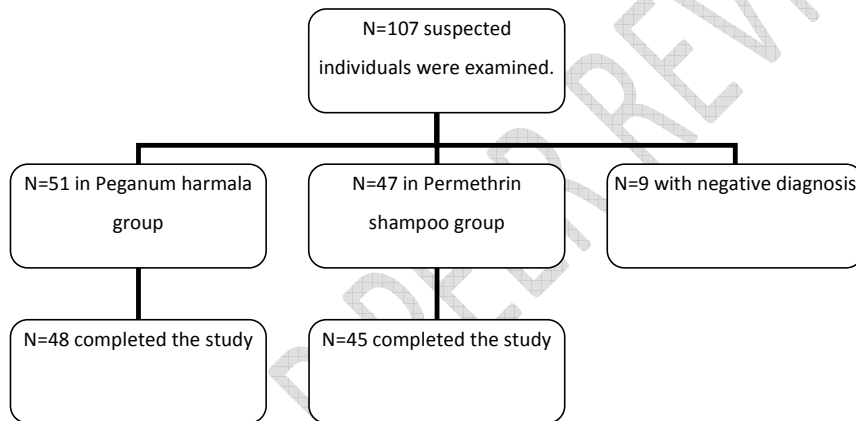 N=107 suspected
individuals were examined.
N=51 in Peganum harmala
group
N=47 in Permethrin
shampoo group
N=9 with negative diagnosis
N=48 completed the study
N=45 completed the study